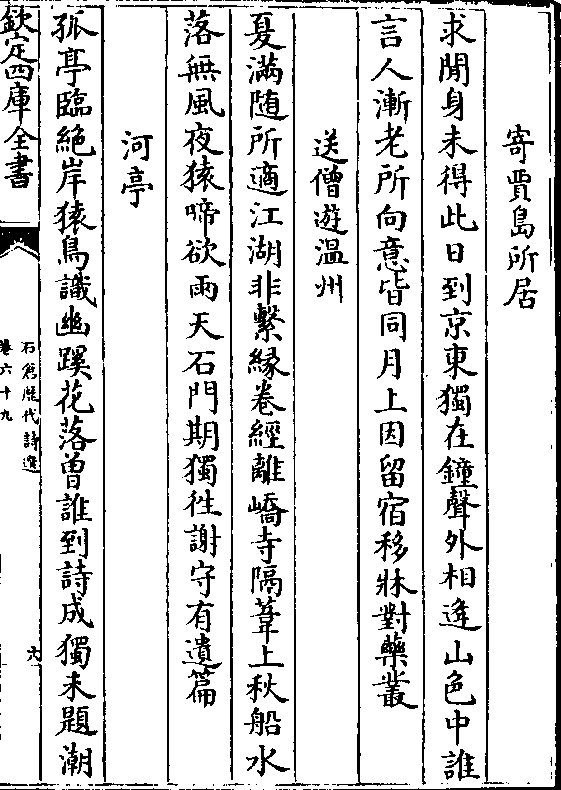 寄賈島所居
求閒身未得此日到京東獨在鐘聲外相逢山色中誰
言人漸老所向意皆同月上因留宿移牀對藥叢
送僧遊溫州
夏滿隨所適江湖非繫緣卷經離嶠寺隔葦上秋船水
落無風夜猿啼欲雨天石門期獨往謝守有遺篇
河亭
孤亭臨絕岸猿鳥識幽蹊花落曾誰到詩成獨未題潮
欽定四庫全書
石倉歷代詩選
卷六十九
六